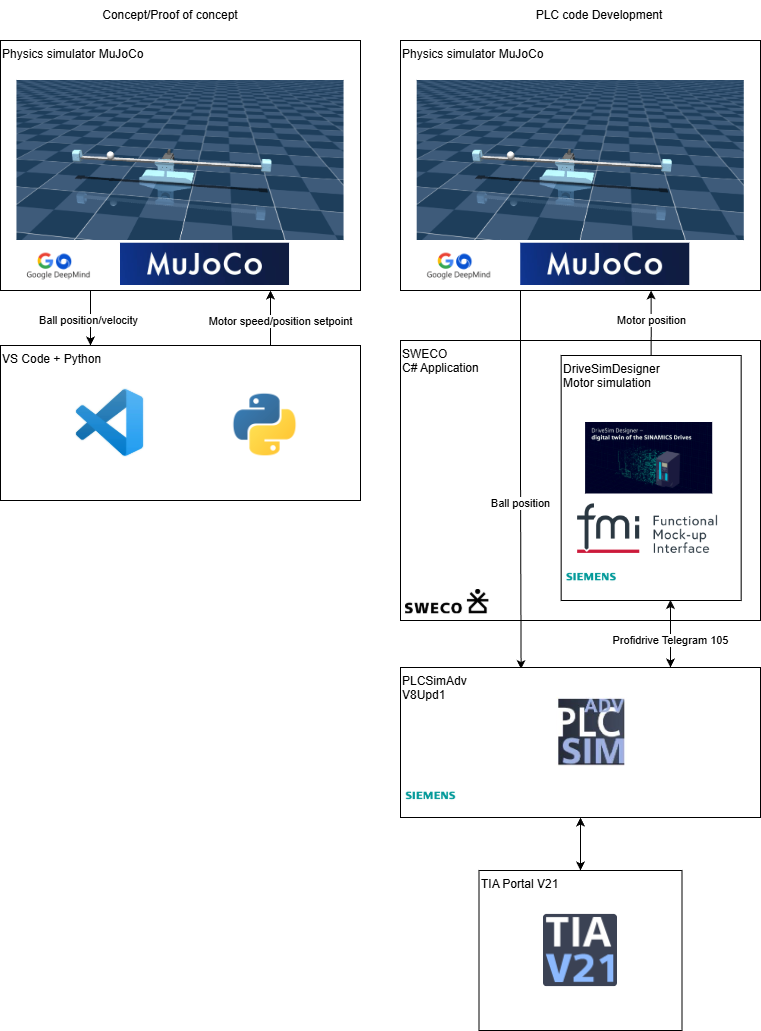 Concept/Proof of concept
Physics simulator MuJoCo
Google DeepMind
MuJoCo
Ball position/velocity
Motor speed/position setpoint
VS Code + Python
PLC code Development
Physics simulator MuJoCo
Google DeepMind
MuJoCo
Motor position
SWECO
C# Application
DriveSimDesigner
Motor simulation
DriveSim Designer –
digital twin of the SINAMICS Drives
fmi Functional
Mock-up
Interface
SIEMENS
Ball position
SWECO
Profidrive Telegram 105
PLCSimAdv
V8Upd1
ADV
PLC
SIM
SIEMENS
TIA Portal V21
TIA
V21